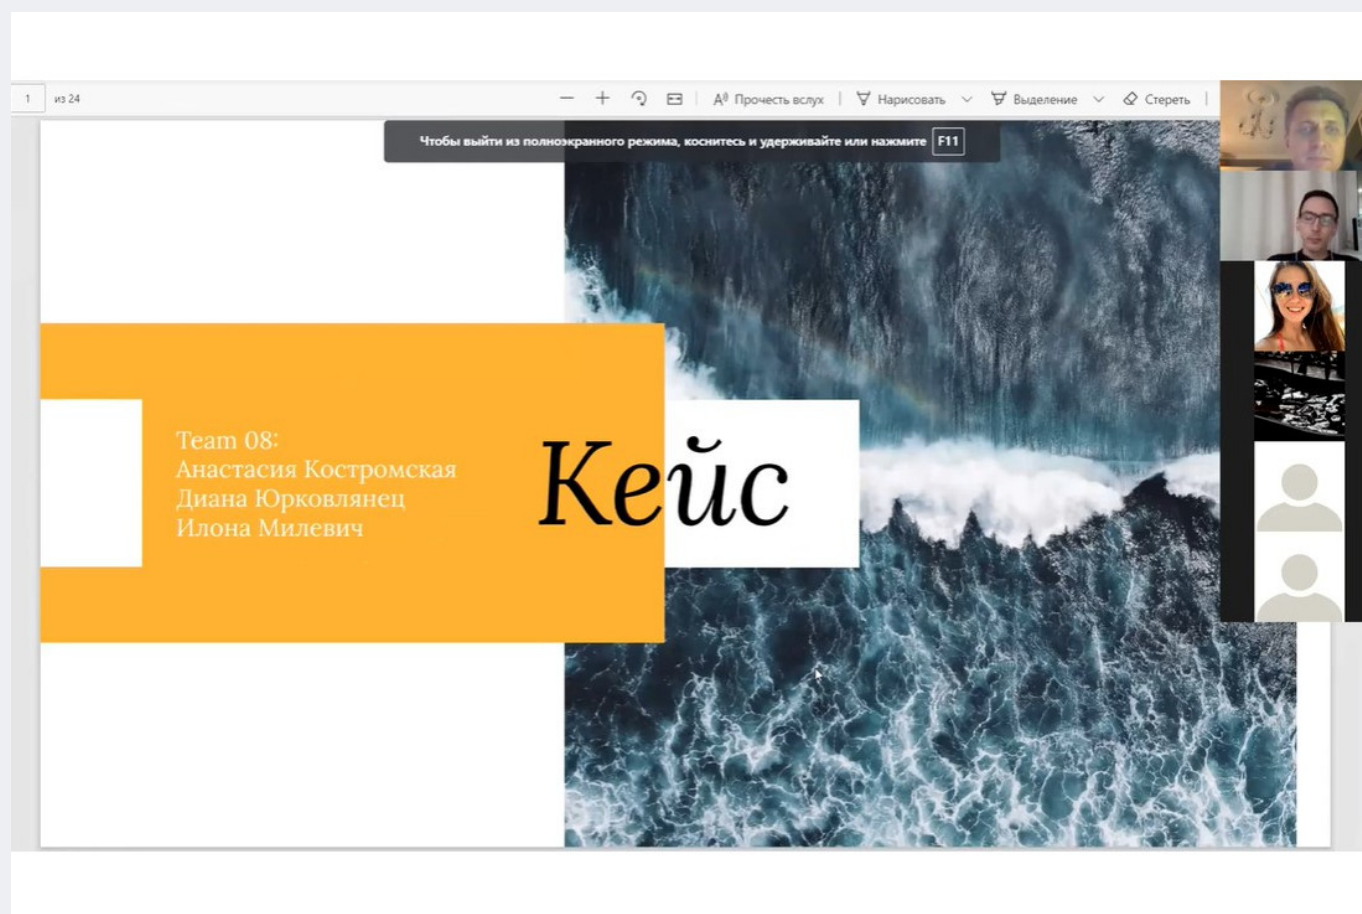 1 из 24
Прочесть вслух
Нарисовать
Выделение
Стереть
Чтобы выйти из полноэкранного режима, коснитесь и удерживайте или нажмите F11
Team 08:
Анастасия Костромская
Диана Юрковлянец
Илона Милевич
Кейс